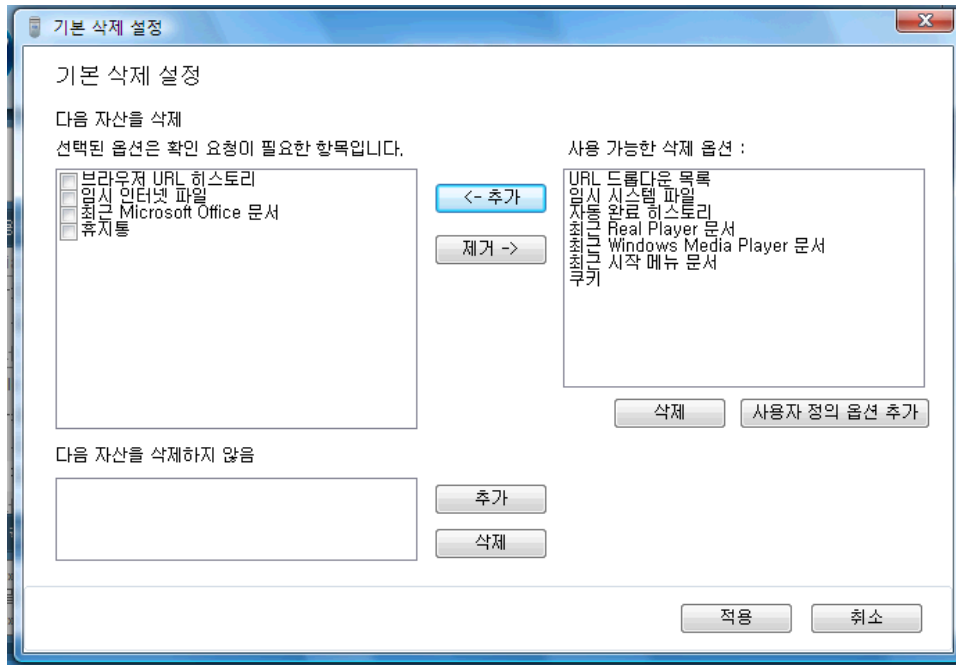 기본 삭제 설정
기본 삭제 설정
다음 자산을 삭제
선택된 옵션은 확인 요청이 필요한 항목입니다.
브라우저 URL 히스토리
임시 인터넷 파일
최근 Microsoft Office 문서
휴지통
<- 추가
제거 ->
사용 가능한 삭제 옵션 :
URL 드롭다운 목록
임시 시스템 파일
자동 완료 히스토리
최근 Real Player 문서
최근 Windows Media Player 문서
최근 시작 메뉴 문서
쿠키
삭제
사용자 정의 옵션 추가
다음 자산을 삭제하지 않음
추가
삭제
적용
취소